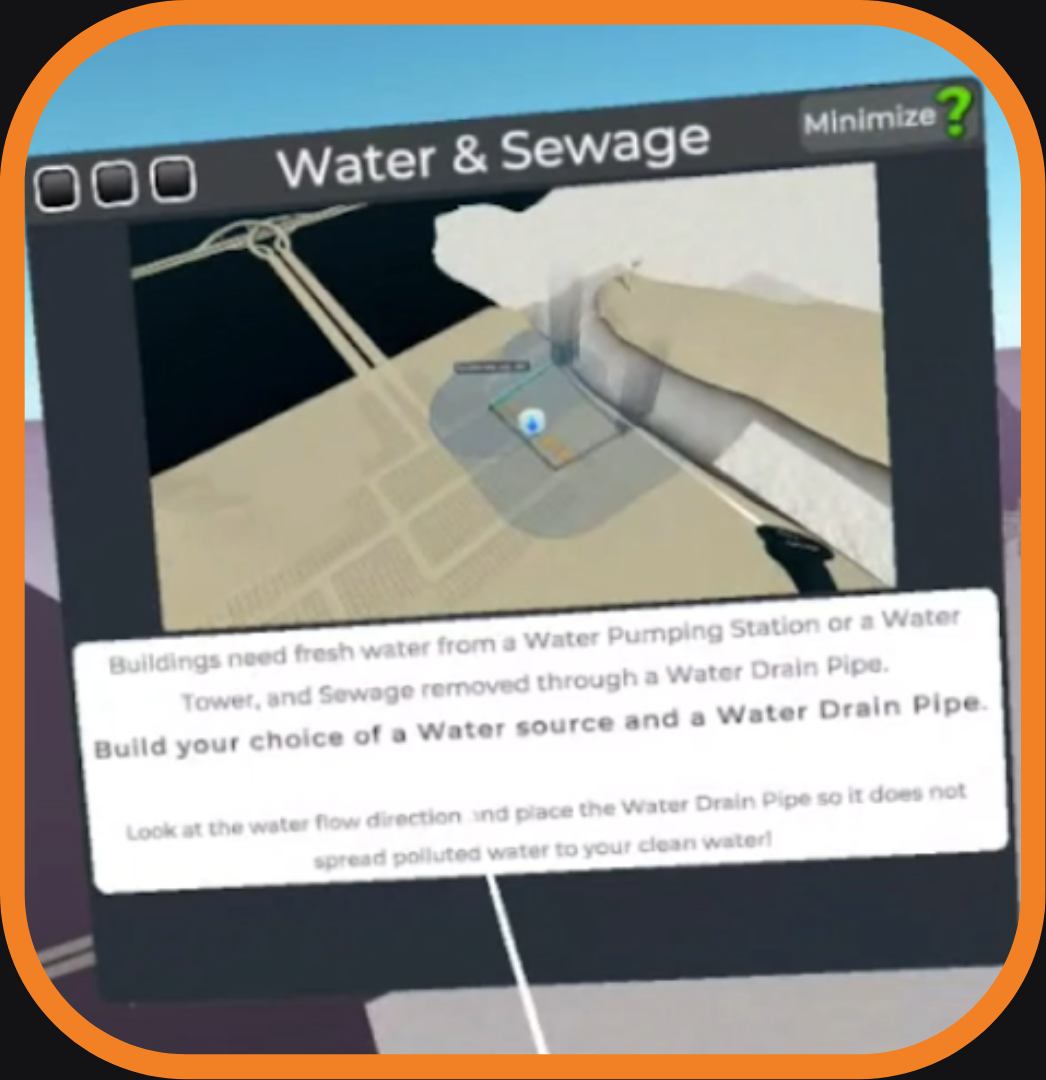 Water & Sewage
Minimize ?
Buildings need fresh water from a Water Pumping Station or a Water
Tower, and Sewage removed through a Water Drain Pipe.
Build your choice of a Water source and a Water Drain Pipe.
Look at the water flow direction and place the Water Drain Pipe so it does not
spread polluted water to your clean water!